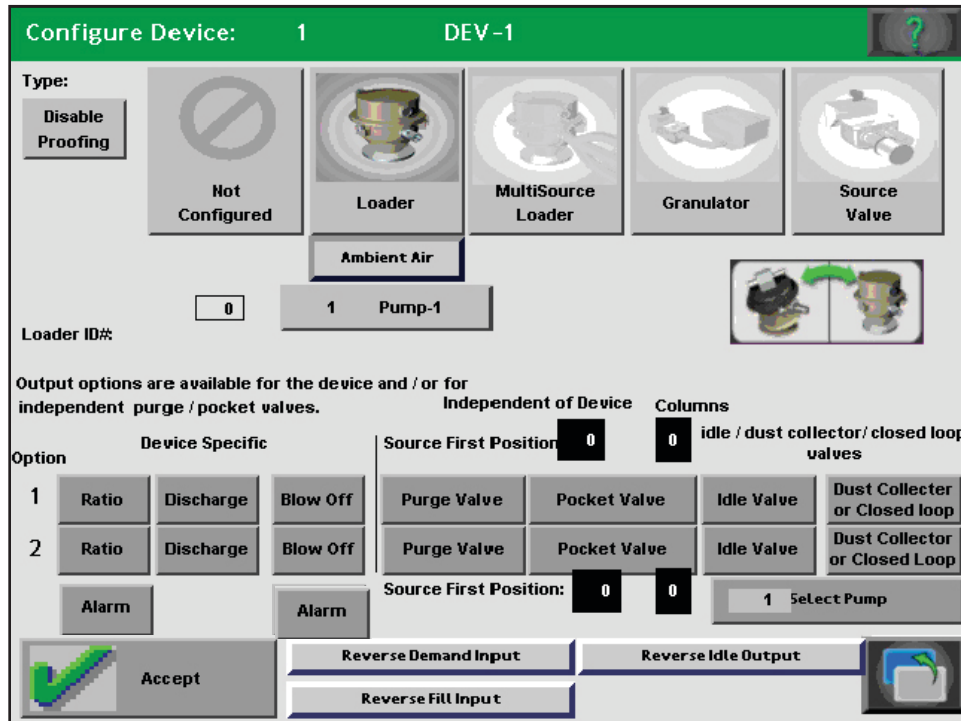 Configure Device: 1 DEV-1
?
Type:
Disable
Proofing
Not
Configured
Loader
MultiSource
Loader
Granulator
Source
Valve
Ambient Air
Loader ID#:
0
1 Pump-1
Output options are available for the device and / or for
independent purge / pocket valves.
Independent of Device
Columns
Option
Device Specific
Source First Position
0
0
idle / dust collector/ closed loop
valves
1
Ratio
Discharge
Blow Off
Purge Valve
Pocket Valve
Idle Valve
Dust Collecter
or Closed loop
2
Ratio
Discharge
Blow Off
Purge Valve
Pocket Valve
Idle Valve
Dust Collector
or Closed Loop
Alarm
Alarm
Source First Position:
0
0
1 Select Pump
Accept
Reverse Demand Input
Reverse Idle Output
Reverse Fill Input